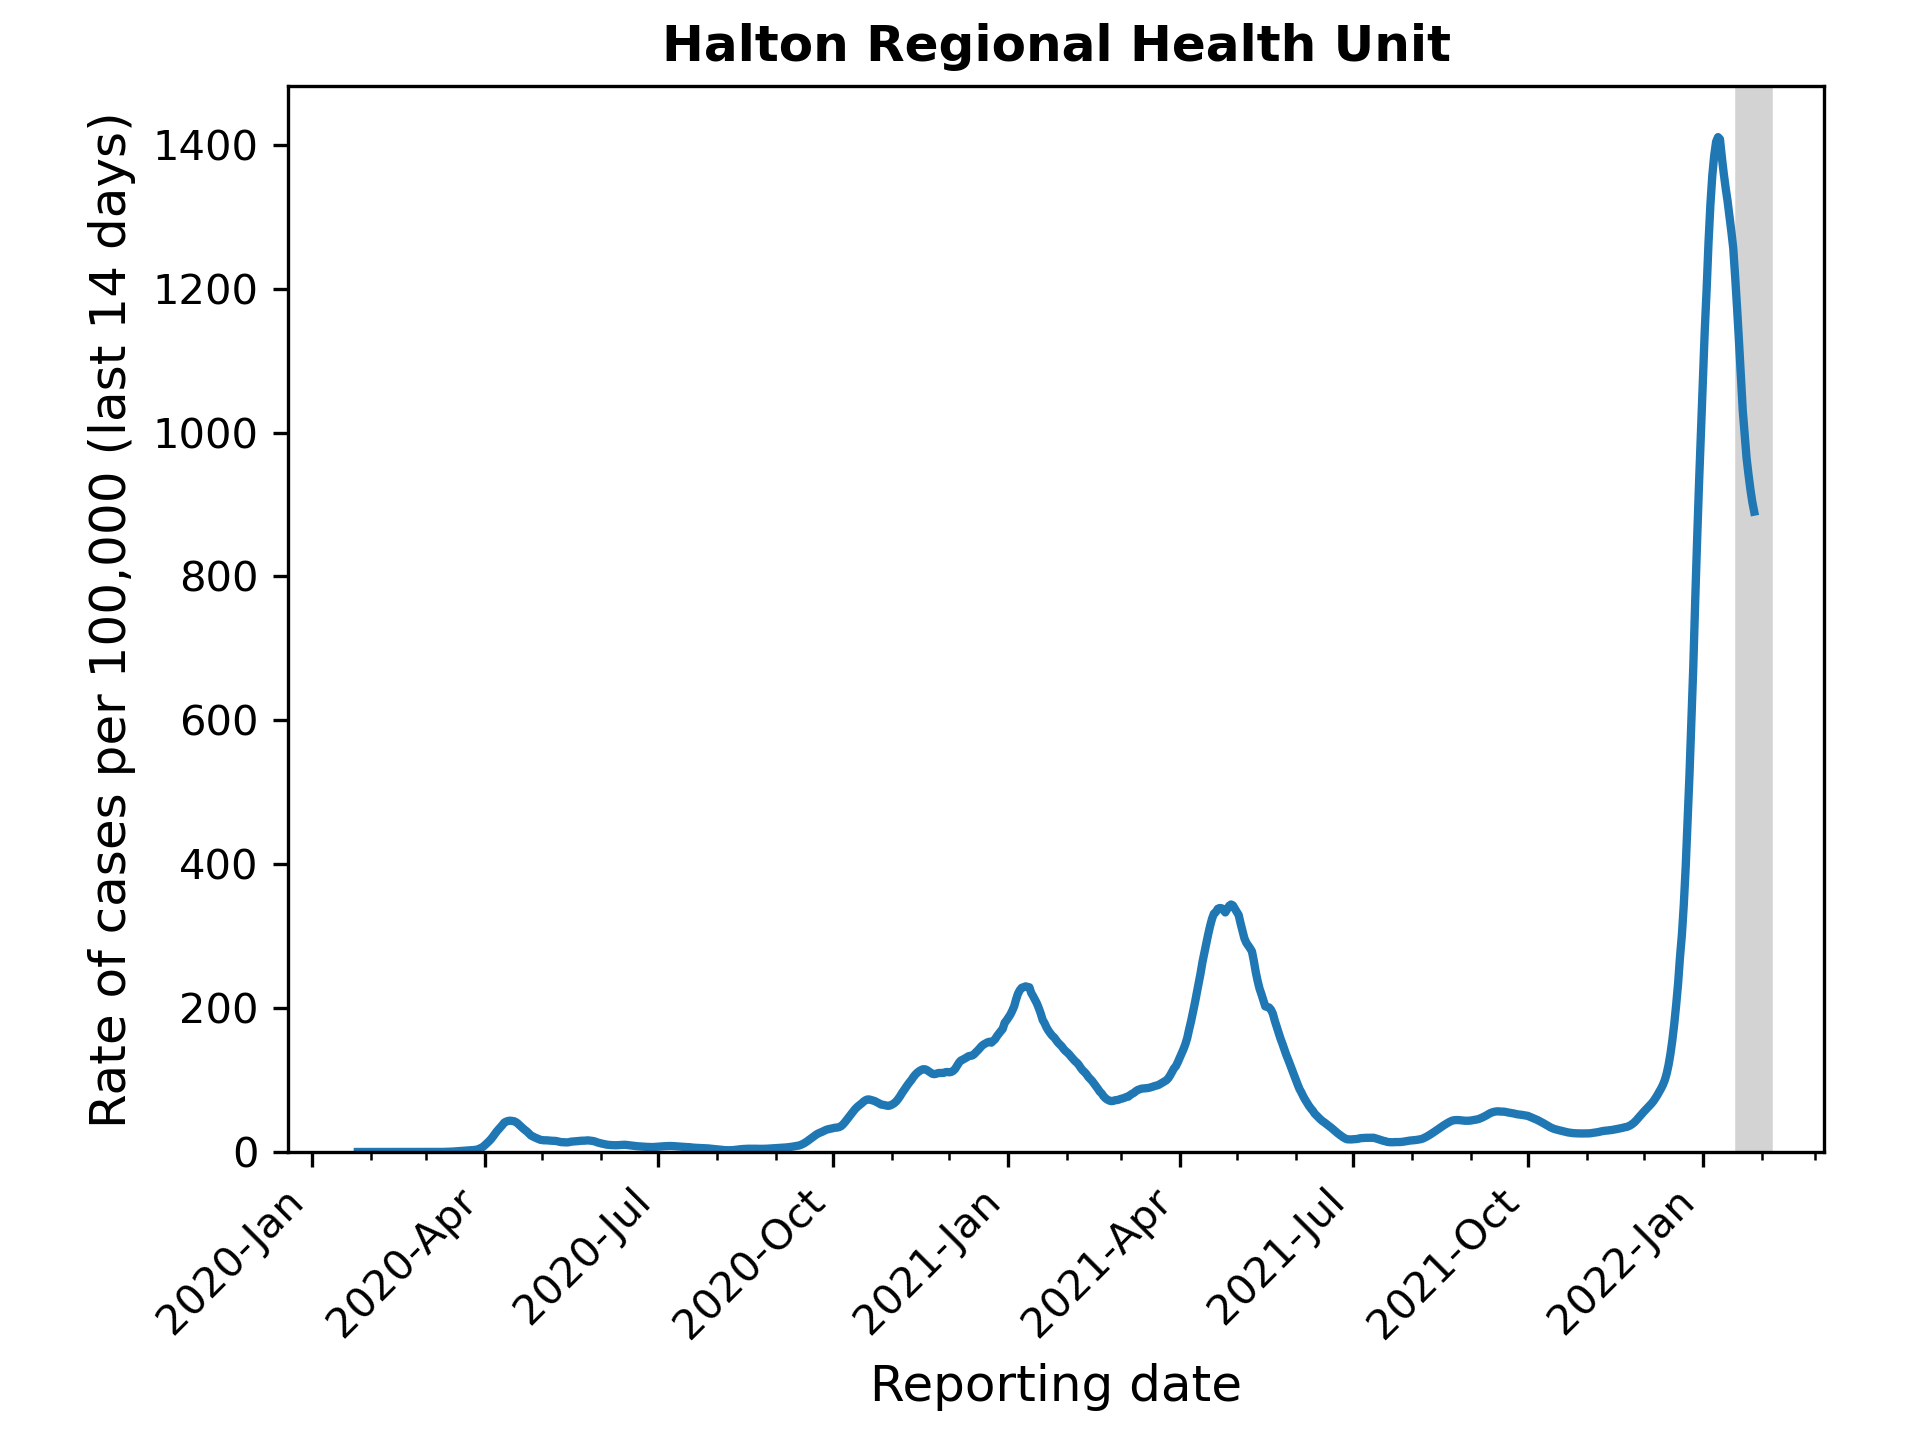 Halton Regional Health Unit
Rate of cases per 100,000 (last 14 days)
1400
1200
1000
800
600
400
200
0
2020-Jan
2020-Apr
2020-Jul
2020-Oct
2021-Jan
2021-Apr
2021-Jul
2021-Oct
2022-Jan
Reporting date